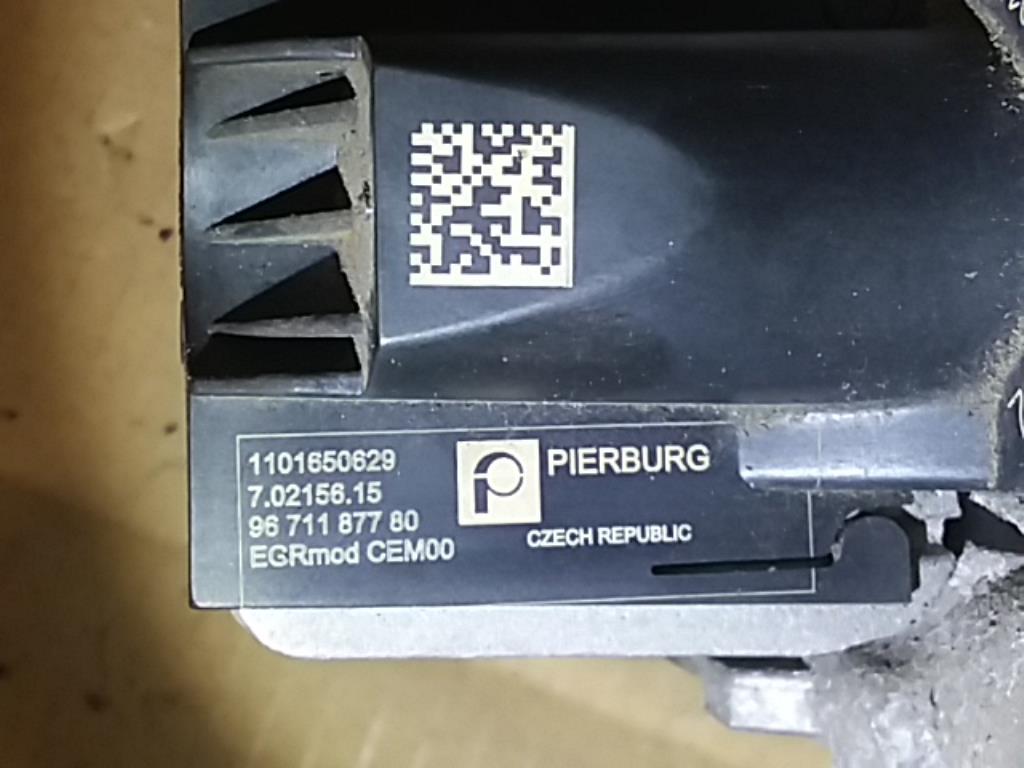 1101650629
7.02156.15
96 711 877 80
EGRmod CEM00
PIERBURG
CZECH REPUBLIC